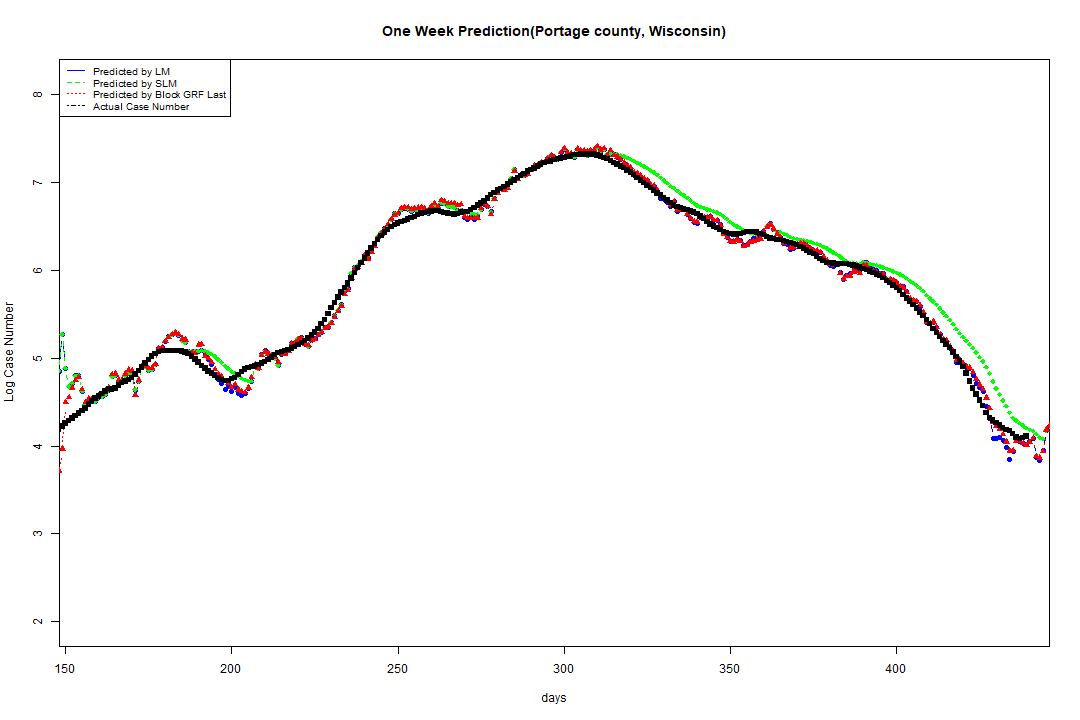 One Week Prediction(Portage county, Wisconsin)
Predicted by LM
Predicted by SLM
Predicted by Block GRF Last
Actual Case Number
Log Case Number
8
7
6
5
4
3
2
150 200 250 300 350 400
days